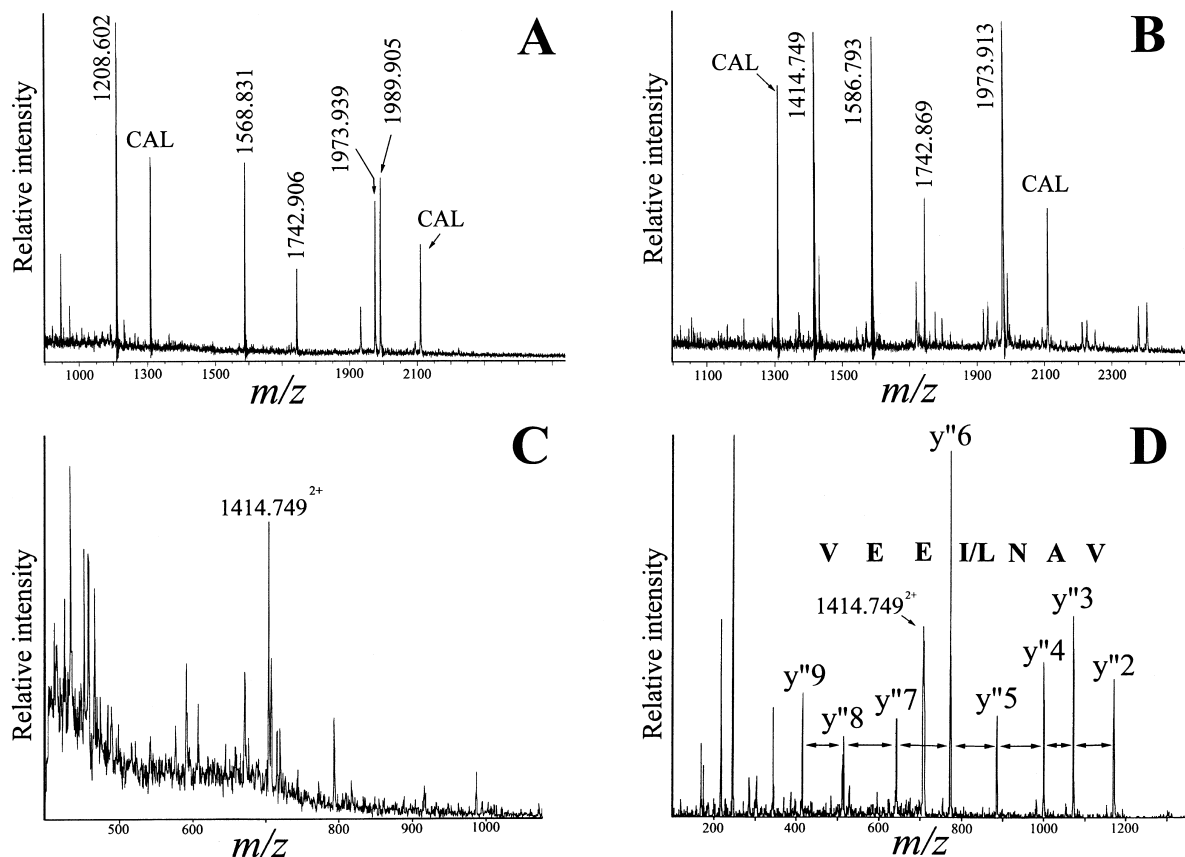 A
Relative intensity
1208.602
CAL
1568.831
1742.906
1973.939
1989.905
CAL
1000 1300 1500 1700 1900 2100
m/z
B
Relative intensity
CAL
1414.749
1586.793
1742.869
1973.913
CAL
1100 1300 1500 1700 1900 2100 2300
m/z
C
Relative intensity
1414.749 2+
500 600 700 800 900 1000
m/z
D
Relative intensity
y"6
V E E I/L N A V
1414.749 2+
y"3
y"4
y"2
y"9
y"8
y"7
y"5
200 400 600 800 1000 1200
m/z